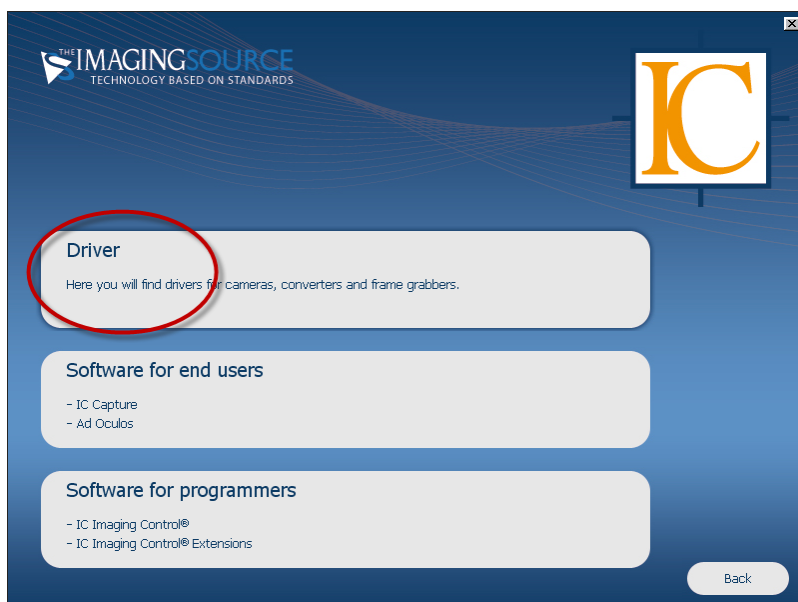 THE IMAGINGSOURCE
TECHNOLOGY BASED ON STANDARDS
IC
Driver
Here you will find drivers for cameras, converters and frame grabbers.
Software for end users
- IC Capture
- Ad Oculos
Software for programmers
- IC Imaging Control®
- IC Imaging Control® Extensions
Back